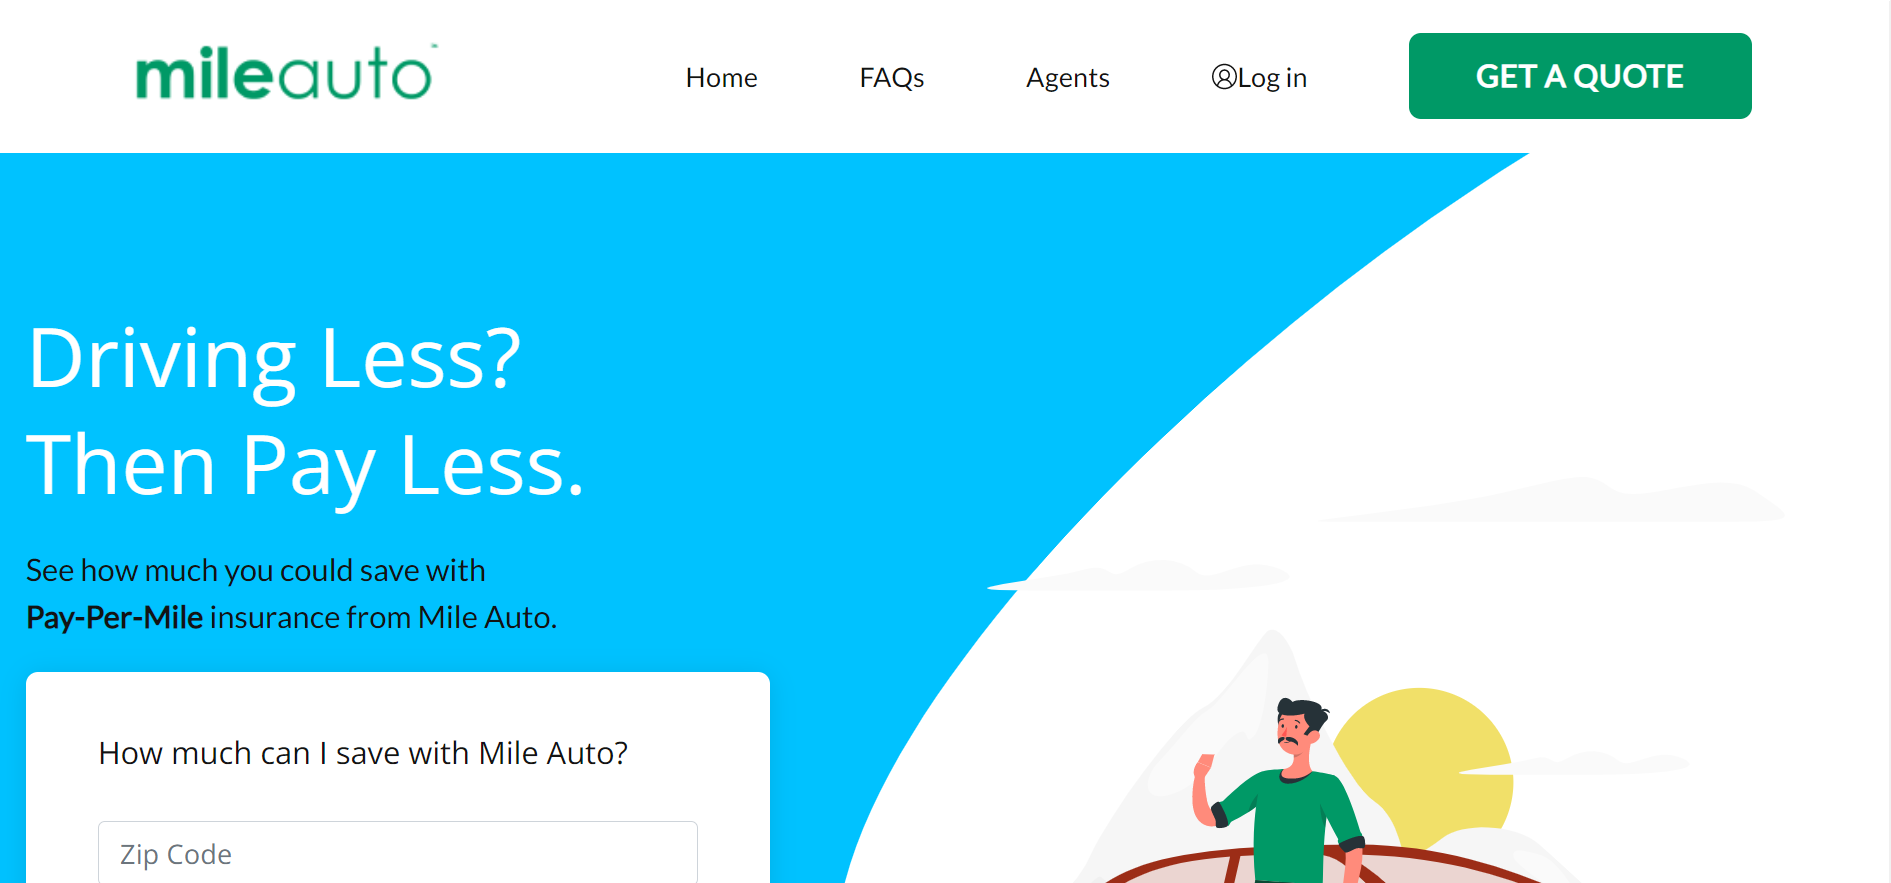 mileauto
Home
FAQs
Agents
Log in
GET A QUOTE
Driving Less?
Then Pay Less.
See how much you could save with
Pay-Per-Mile insurance from Mile Auto.
How much can I save with Mile Auto?
Zip Code